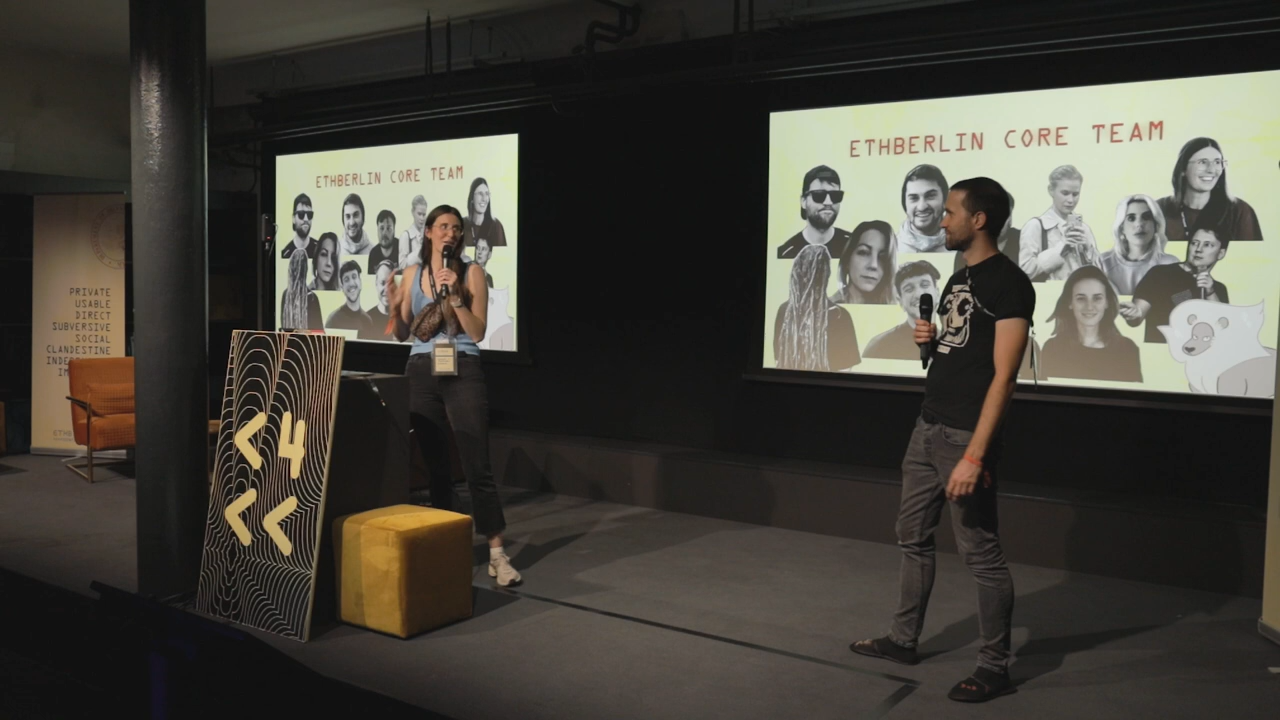 ETHBERLIN CORE TEAM
ETHBERLIN CORE TEAM
PRIVATE
USABLE
DIRECT
SUBVERSIVE
SOCIAL
CLANDESTINE
<4
<<